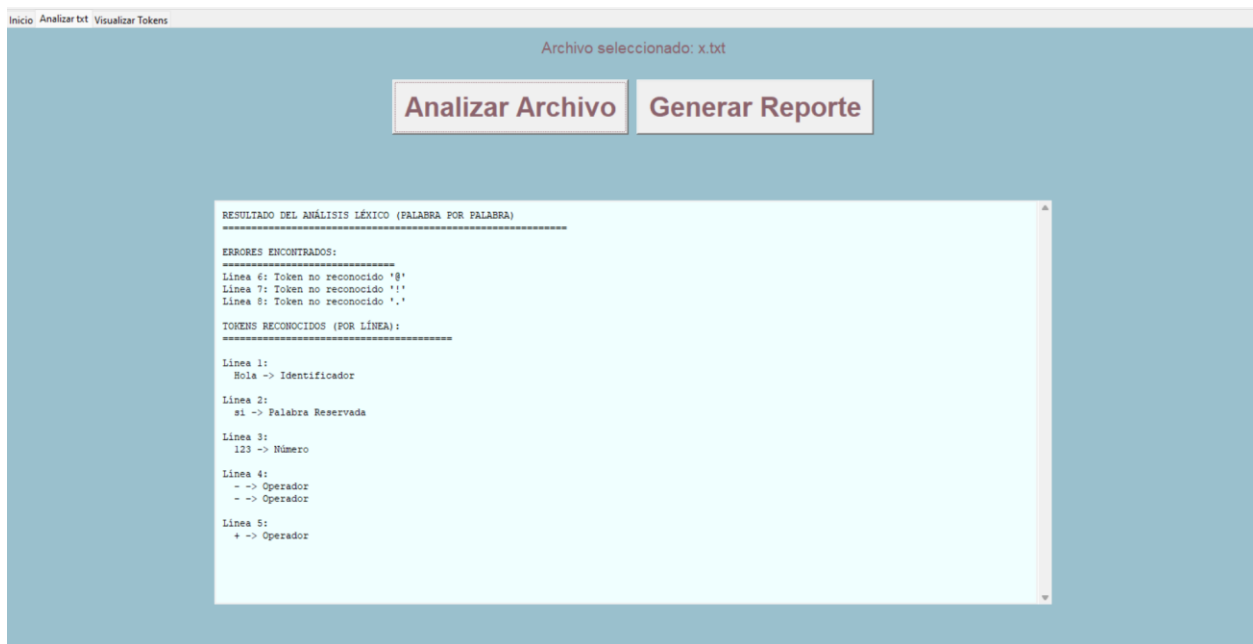 Inicio Analizar txt Visualizar Tokens
Archivo seleccionado: x.txt
Analizar Archivo Generar Reporte
RESULTADO DEL ANÁLISIS LÉXICO (PALABRA POR PALABRA)
============================================================
ERRORES ENCONTRADOS:
==============================
Línea 6: Token no reconocido '@'
Línea 7: Token no reconocido '!'
Línea 8: Token no reconocido '.'
TOKENS RECONOCIDOS (POR LÍNEA):
========================================
Línea 1:
Hola -> Identificador
Línea 2:
si -> Palabra Reservada
Línea 3:
123 -> Número
Línea 4:
- -> Operador
- -> Operador
Línea 5:
+ -> Operador